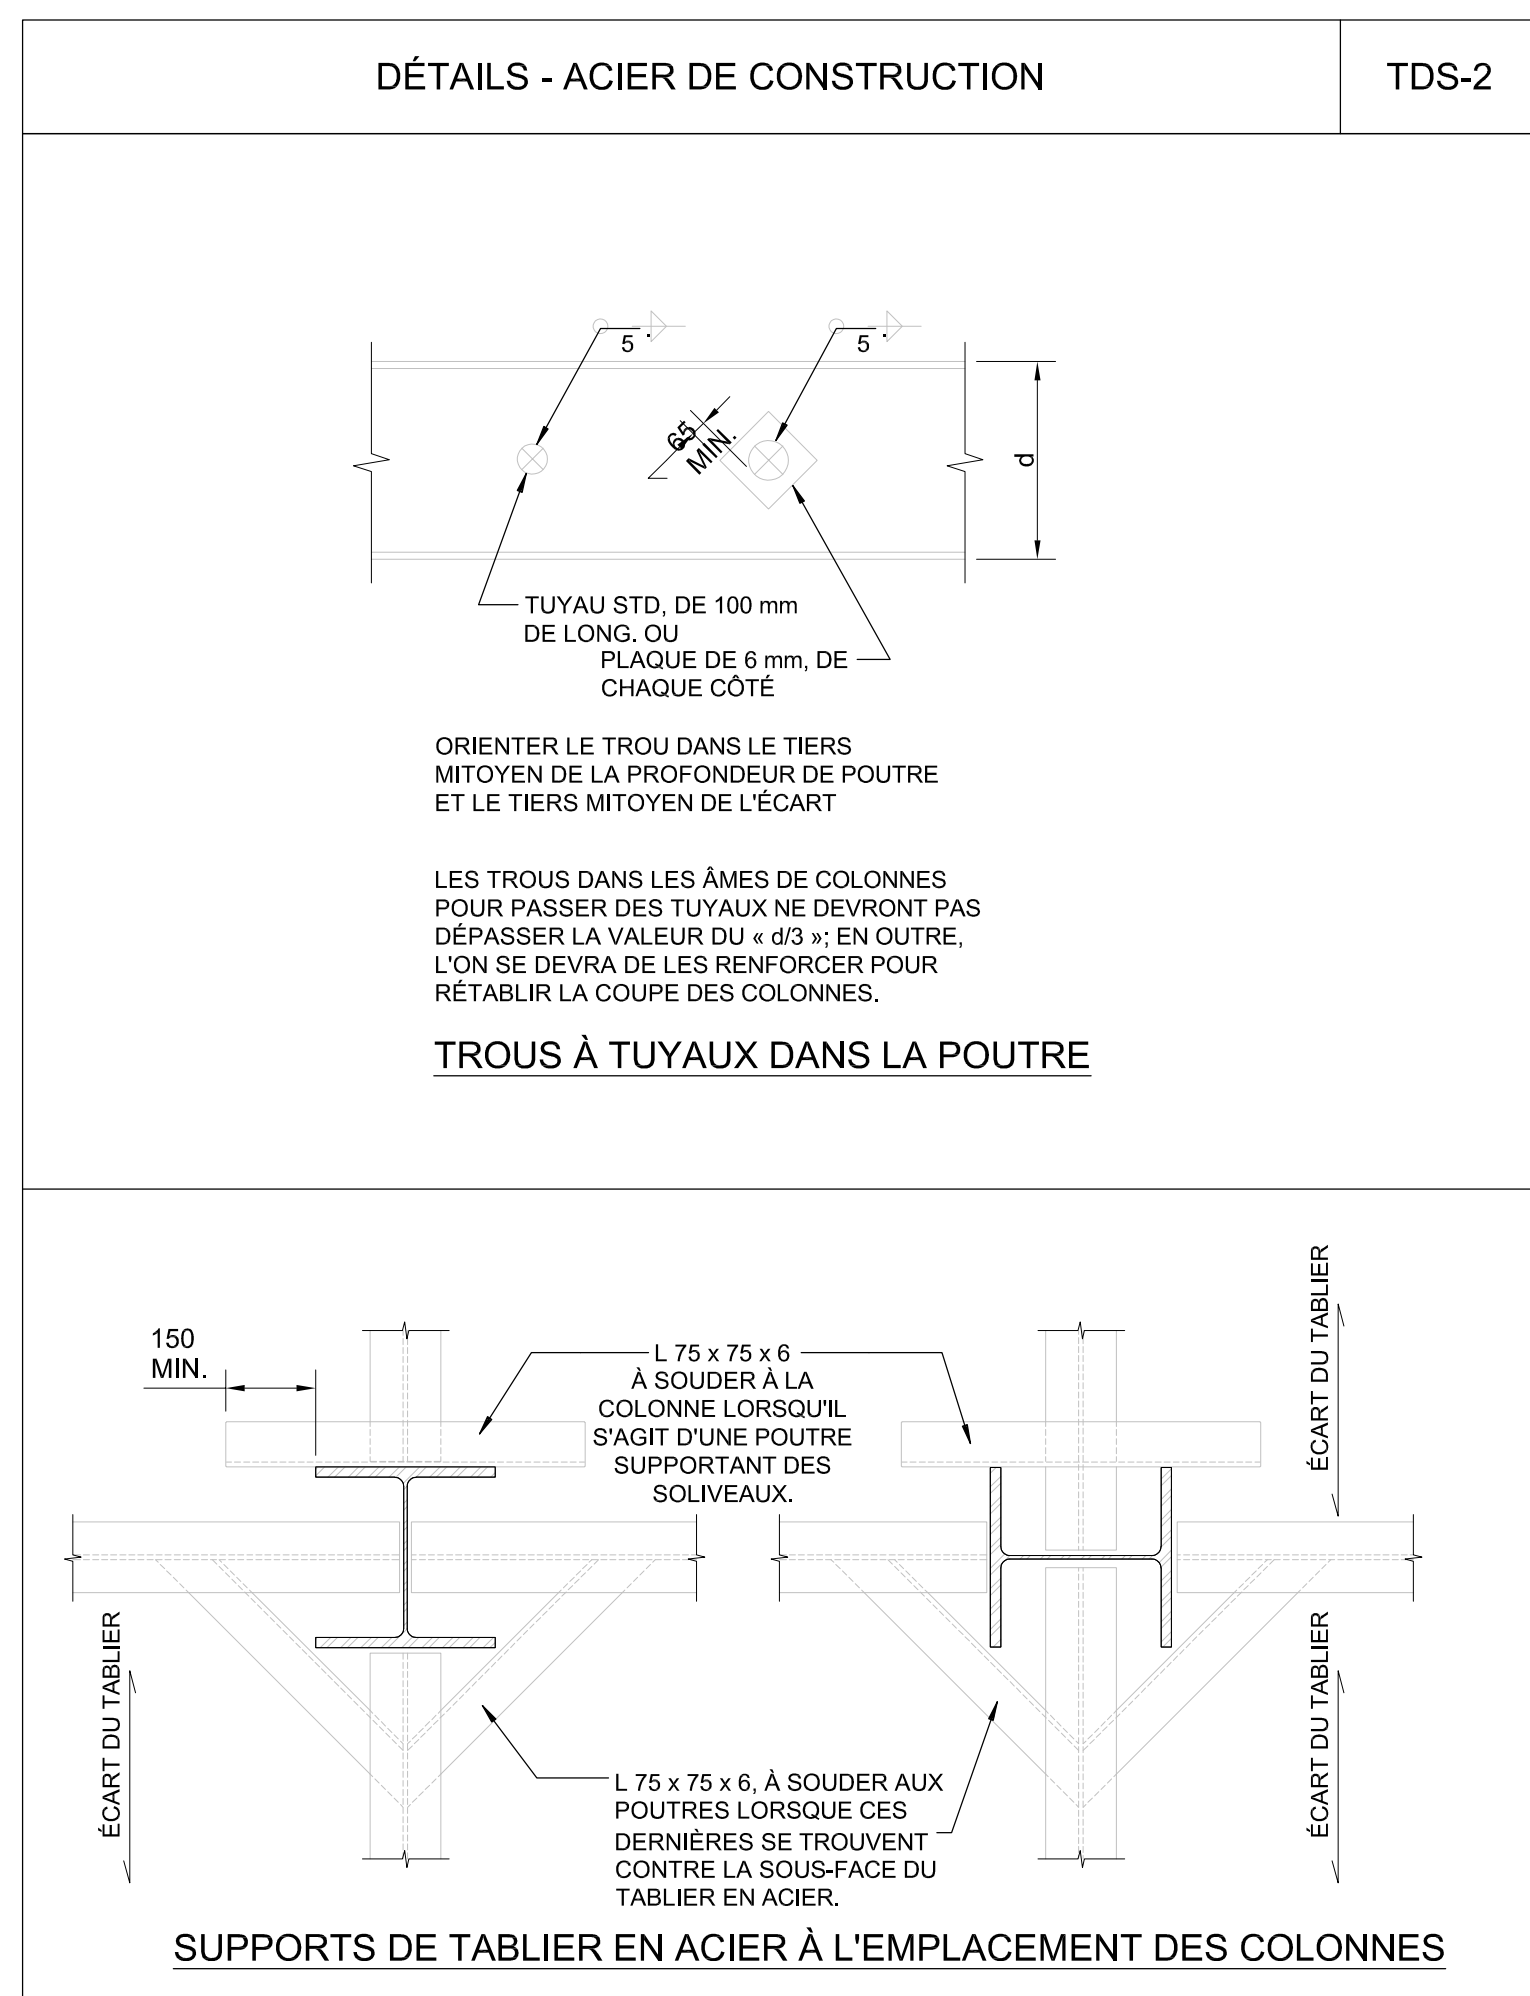 DÉTAILS - ACIER DE CONSTRUCTION
TDS-2
5
5
65
MIN.
d
TUYAU STD, DE 100 mm
DE LONG. OU
PLAQUE DE 6 mm, DE
CHAQUE CÔTÉ
ORIENTER LE TROU DANS LE TIERS
MITOYEN DE LA PROFONDEUR DE POUTRE
ET LE TIERS MITOYEN DE L'ÉCART
LES TROUS DANS LES ÂMES DE COLONNES
POUR PASSER DES TUYAUX NE DEVRONT PAS
DÉPASSER LA VALEUR DU « d/3 »; EN OUTRE,
L'ON SE DEVRA DE LES RENFORCER POUR
RÉTABLIR LA COUPE DES COLONNES.
TROUS À TUYAUX DANS LA POUTRE
150
MIN.
L 75 x 75 x 6
À SOUDER À LA
COLONNE LORSQU'IL
S'AGIT D'UNE POUTRE
SUPPORTANT DES
SOLIVEAUX.
ÉCART DU TABLIER
ÉCART DU TABLIER
ÉCART DU TABLIER
L 75 x 75 x 6, À SOUDER AUX
POUTRES LORSQUE CES
DERNIÈRES SE TROUVENT
CONTRE LA SOUS-FACE DU
TABLIER EN ACIER.
SUPPORTS DE TABLIER EN ACIER À L'EMPLACEMENT DES COLONNES